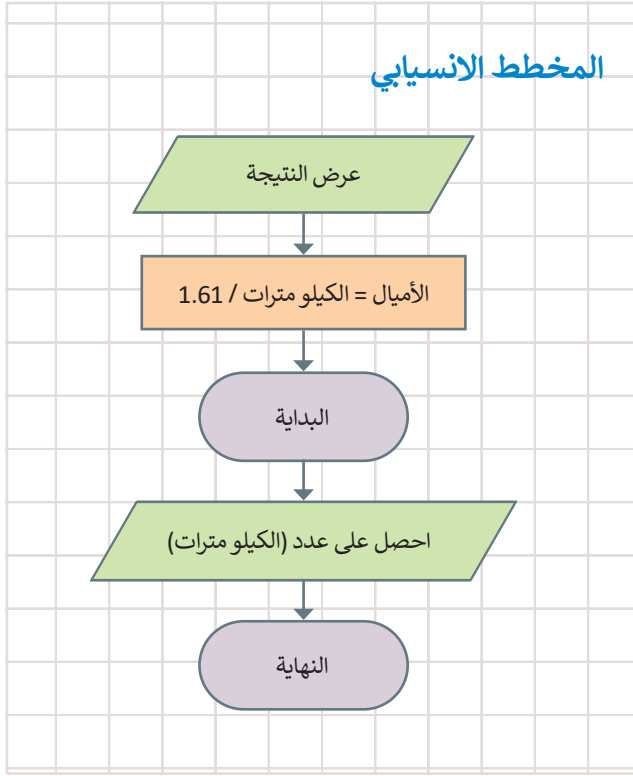 المخطط الانسيابي
عرض النتيجة
الأميال = الكيلو مترات / 1.61
البداية
احصل على عدد (الكيلو مترات)
النهاية